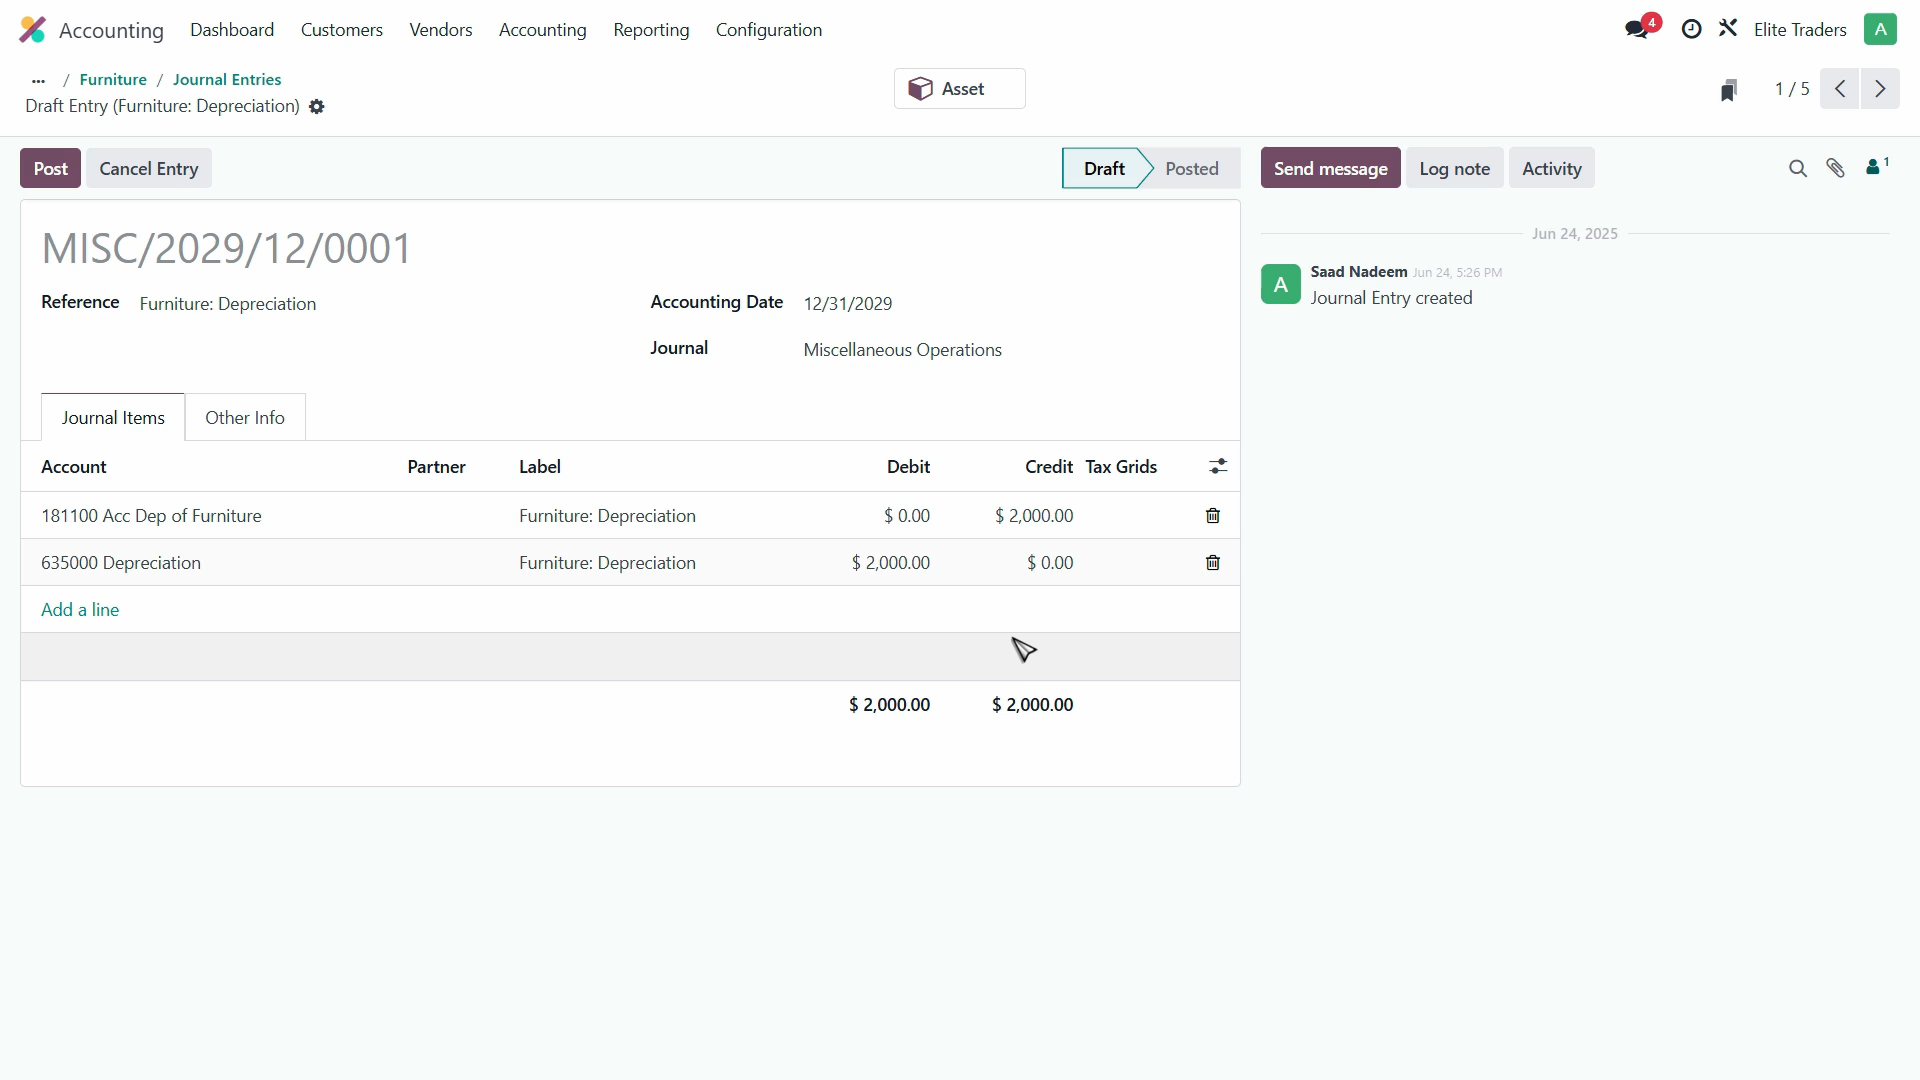 Accounting Dashboard Customers Vendors Accounting Reporting Configuration 4 Elite Traders A
... / Furniture / Journal Entries
Draft Entry (Furniture: Depreciation)
Asset
1 / 5
Post Cancel Entry Draft Posted Send message Log note Activity 1
MISC/2029/12/0001
Reference Furniture: Depreciation Accounting Date 12/31/2029
Journal Miscellaneous Operations
Jun 24, 2025
A Saad Nadeem Jun 24, 5:26 PM
Journal Entry created
Journal Items Other Info
Account Partner Label Debit Credit Tax Grids
181100 Acc Dep of Furniture Furniture: Depreciation $ 0.00 $ 2,000.00
635000 Depreciation Furniture: Depreciation $ 2,000.00 $ 0.00
Add a line
$ 2,000.00 $ 2,000.00